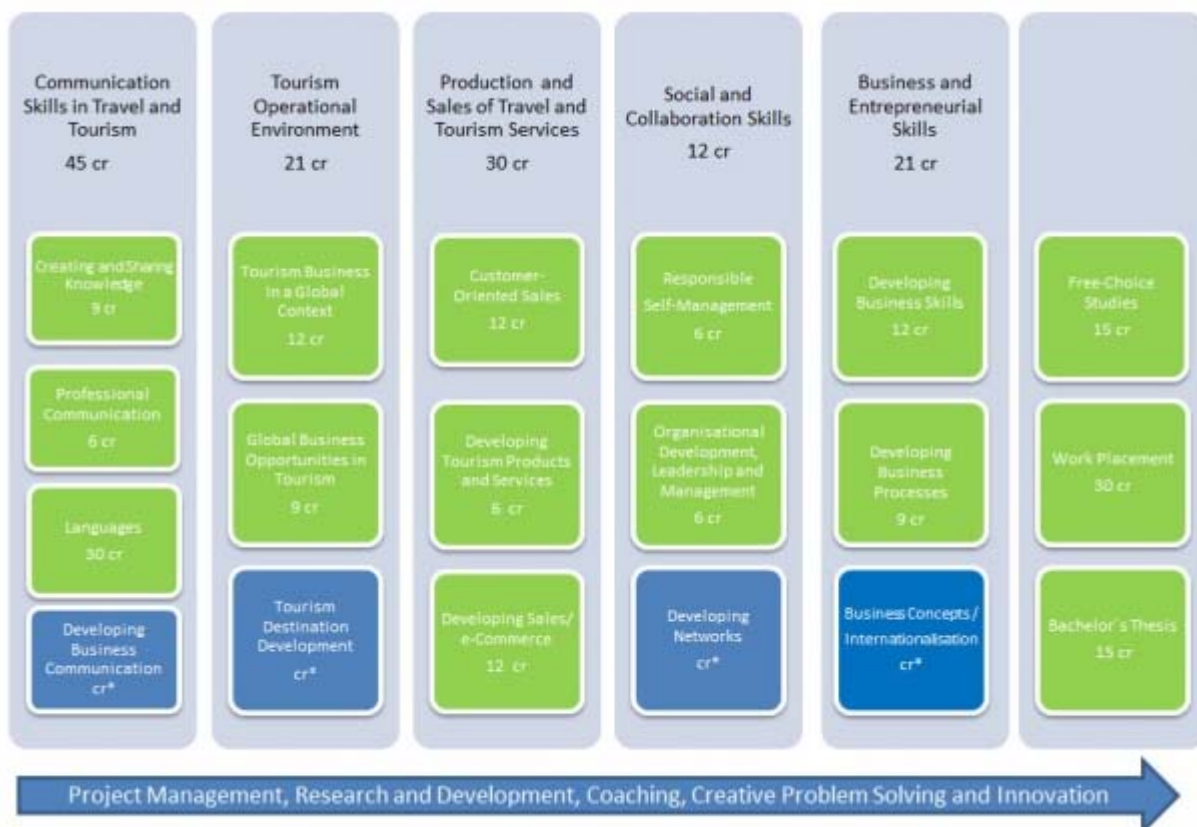 Communication
Skills in Travel and
Tourism
45 cr
Creating and Sharing
Knowledge
9 cr
Professional
Communication
6 cr
Languages
30 cr
Developing
Business
Communication
cr*
Tourism
Operational
Environment
21 cr
Tourism Business
in a Global
Context
12 cr
Global Business
Opportunities in
Tourism
9 cr
Tourism
Destination
Development
cr*
Production and
Sales of Travel and
Tourism Services
30 cr
Customer-
Oriented Sales
12 cr
Developing
Tourism Products
and Services
6 cr
Developing Sales/
e-Commerce
12 cr
Social and
Collaboration Skills
12 cr
Responsible
Self-Management
6 cr
Organisational
Development,
Leadership and
Management
6 cr
Developing
Networks
cr*
Business and
Entrepreneurial
Skills
21 cr
Developing
Business Skills
12 cr
Developing
Business
Processes
9 cr
Business Concepts /
Internationalisation
cr*
Free-Choice
Studies
15 cr
Work Placement
30 cr
Bachelor´s Thesis
15 cr
Project Management, Research and Development, Coaching, Creative Problem Solving and Innovation